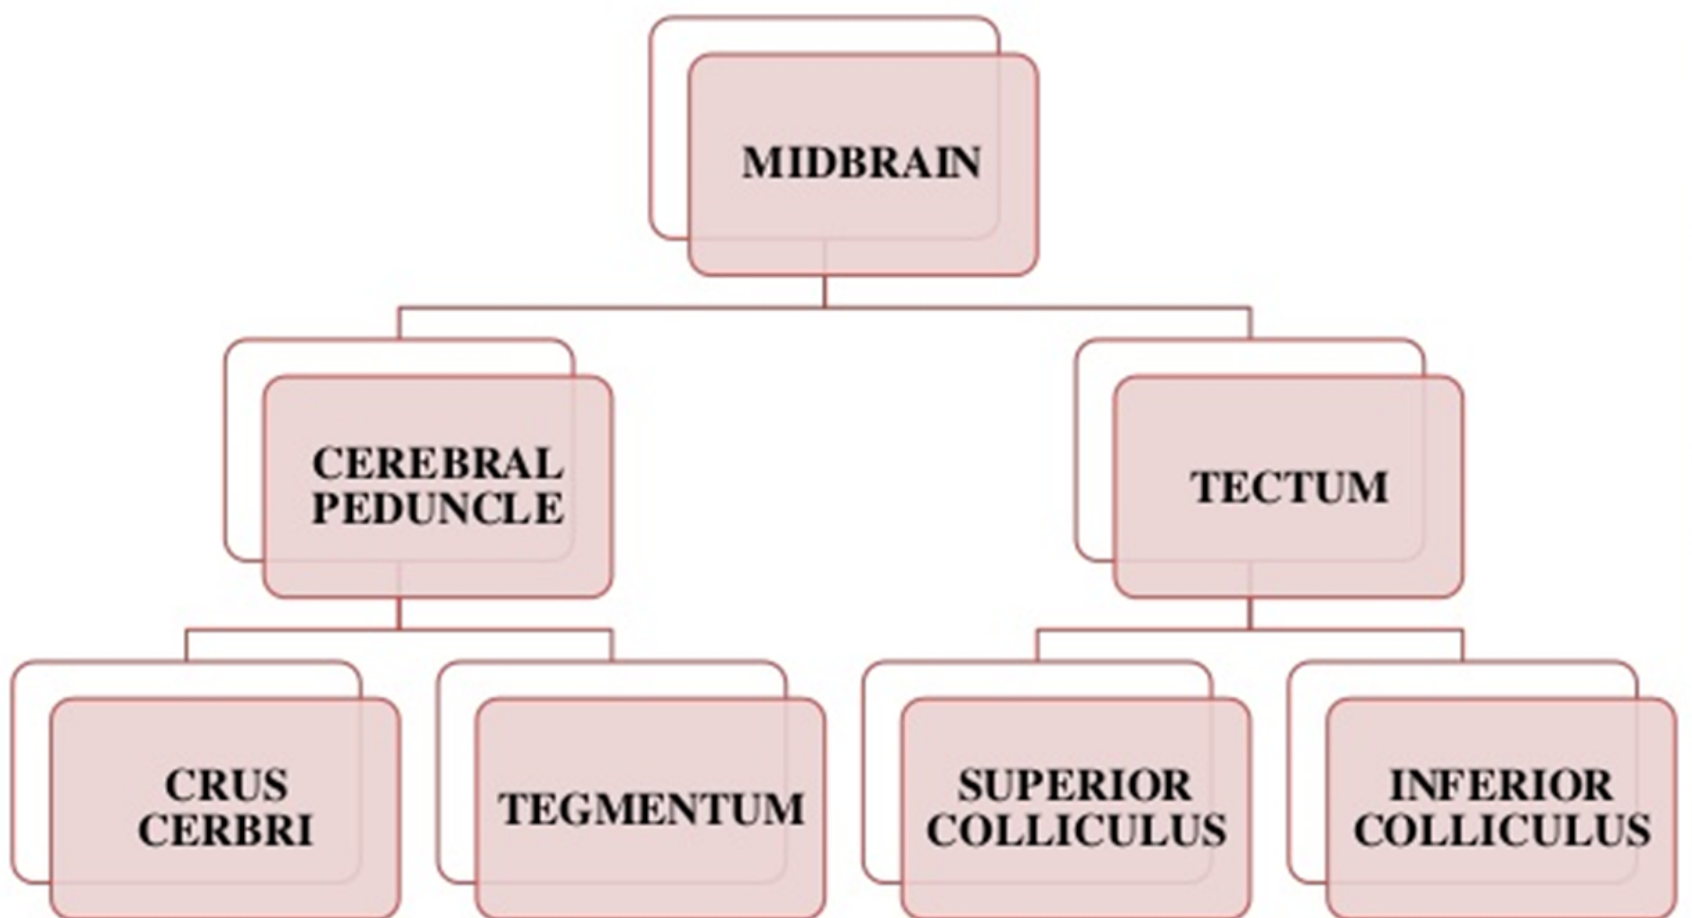 MIDBRAIN
CEREBRAL
PEDUNCLE
TECTUM
CRUS
CERBRI
TEGMENTUM
SUPERIOR
COLLICULUS
INFERIOR
COLLICULUS